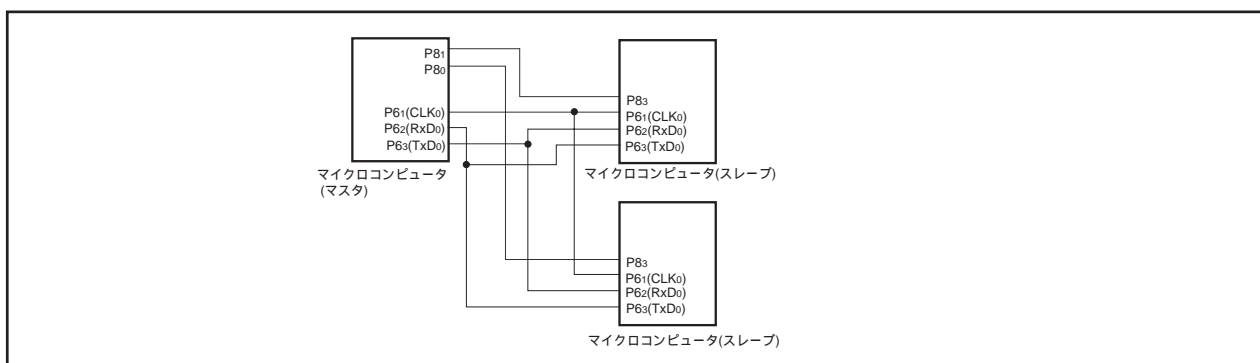 P81
P80
P61(CLK0)
P62(RxD0)
P63(TxD0)
マイクロコンピュータ
(マスタ)
P83
P61(CLK0)
P62(RxD0)
P63(TxD0)
マイクロコンピュータ(スレーブ)
P83
P61(CLK0)
P62(RxD0)
P63(TxD0)
マイクロコンピュータ(スレーブ)